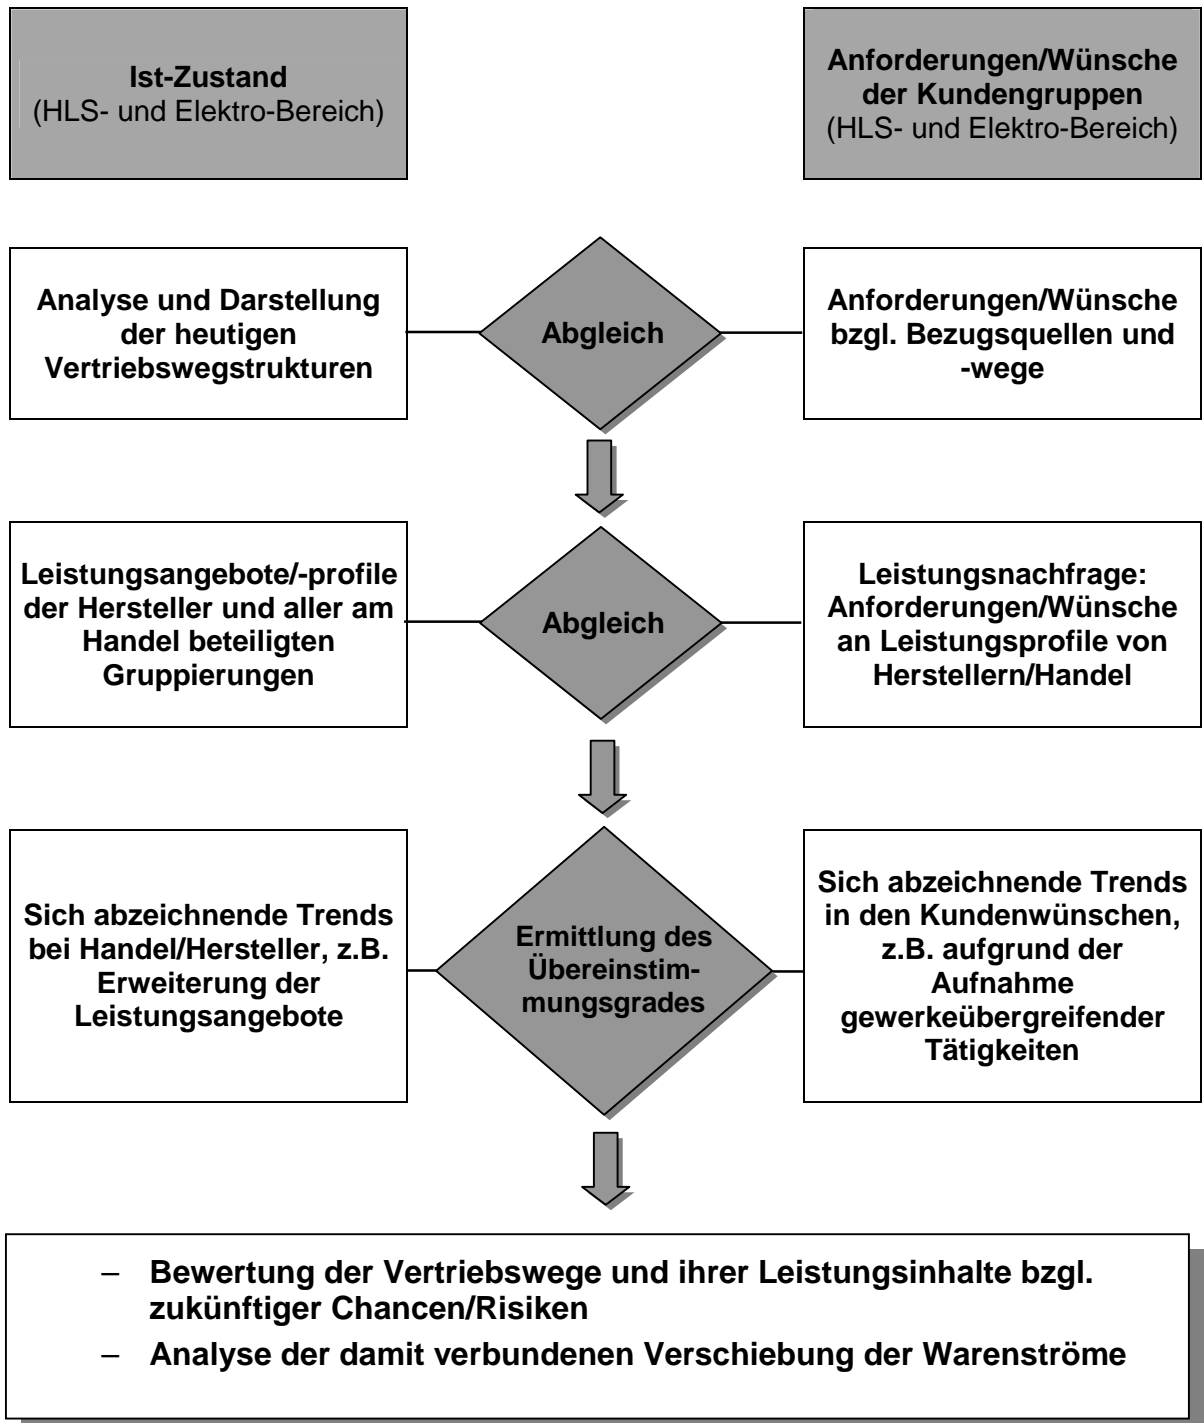 Ist-Zustand
(HLS- und Elektro-Bereich)
Anforderungen/Wünsche
der Kundengruppen
(HLS- und Elektro-Bereich)
Analyse und Darstellung
der heutigen
Vertriebswegstrukturen
Abgleich
Anforderungen/Wünsche
bzgl. Bezugsquellen und
-wege
Leistungsangebote/-profile
der Hersteller und aller am
Handel beteiligten
Gruppierungen
Abgleich
Leistungsnachfrage:
Anforderungen/Wünsche
an Leistungsprofile von
Herstellern/Handel
Sich abzeichnende Trends
bei Handel/Hersteller, z.B.
Erweiterung der
Leistungsangebote
Ermittlung des
Übereinstim-
mungsgrades
Sich abzeichnende Trends
in den Kundenwünschen,
z.B. aufgrund der
Aufnahme
gewerkeübergreifender
Tätigkeiten
– Bewertung der Vertriebswege und ihrer Leistungsinhalte bzgl.
zukünftiger Chancen/Risiken
– Analyse der damit verbundenen Verschiebung der Warenströme